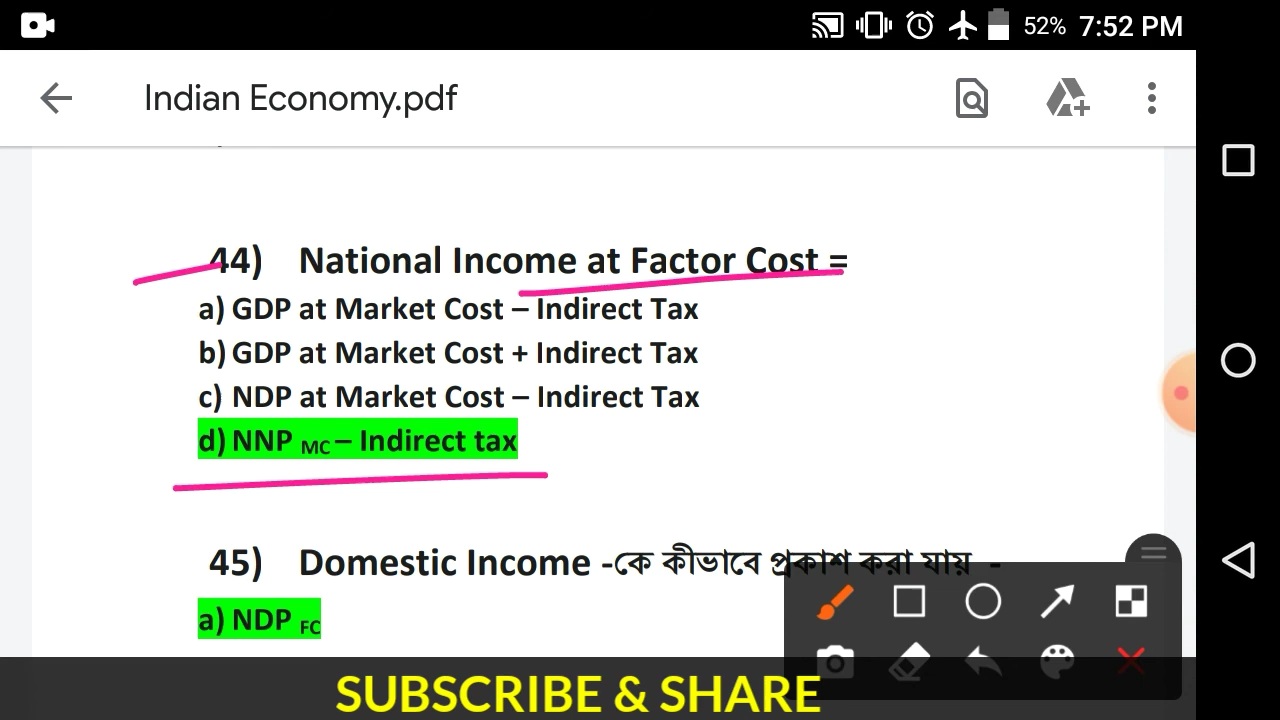 52% 7:52 PM
Indian Economy.pdf
44) National Income at Factor Cost =
a) GDP at Market Cost – Indirect Tax
b) GDP at Market Cost + Indirect Tax
c) NDP at Market Cost – Indirect Tax
d) NNP MC – Indirect tax
45) Domestic Income -কে কীভাবে প্রকাশ করা যায় -
a) NDP FC
SUBSCRIBE & SHARE